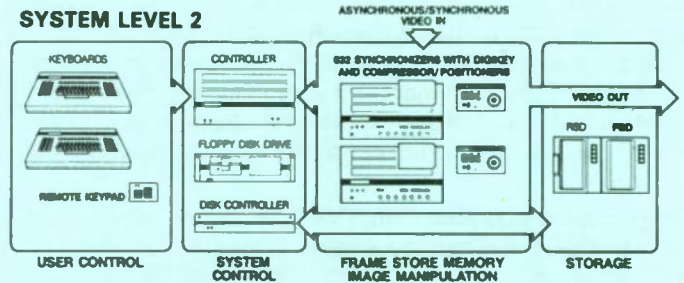 SYSTEM LEVEL 2
ASYNCHRONOUS/SYNCHRONOUS
VIDEO IN
KEYBOARDS
REMOTE KEYPAD
USER CONTROL
CONTROLLER
FLOPPY DISK DRIVE
DISK CONTROLLER
SYSTEM
CONTROL
632 SYNCHRONIZERS WITH DIGIKEY
AND COMPRESSOR/POSITIONERS
FRAME STORE MEMORY
IMAGE MANIPULATION
VIDEO OUT
RSD
STORAGE